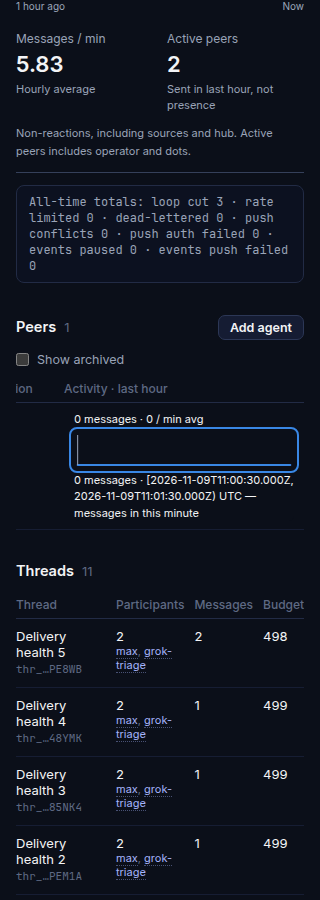 1 hour ago Now
Messages / min Active peers
5.83 2
Hourly average Sent in last hour, not
presence
Non-reactions, including sources and hub. Active
peers includes operator and dots.
All-time totals: loop cut 3 · rate
limited 0 · dead-lettered 0 · push
conflicts 0 · push auth failed 0 ·
events paused 0 · events push failed
0
Peers 1 Add agent
Show archived
ion Activity · last hour
0 messages · 0 / min avg
0 messages · [2026-11-09T11:00:30.000Z,
2026-11-09T11:01:30.000Z) UTC —
messages in this minute
Threads 11
Thread Participants Messages Budget
Delivery 2 2 498
health 5 max, grok-
thr_…PE8WB triage
Delivery 2 1 499
health 4 max, grok-
thr_…48YMK triage
Delivery 2 1 499
health 3 max, grok-
thr_…85NK4 triage
Delivery 2 1 499
health 2 max, grok-
thr_…PEM1A triage